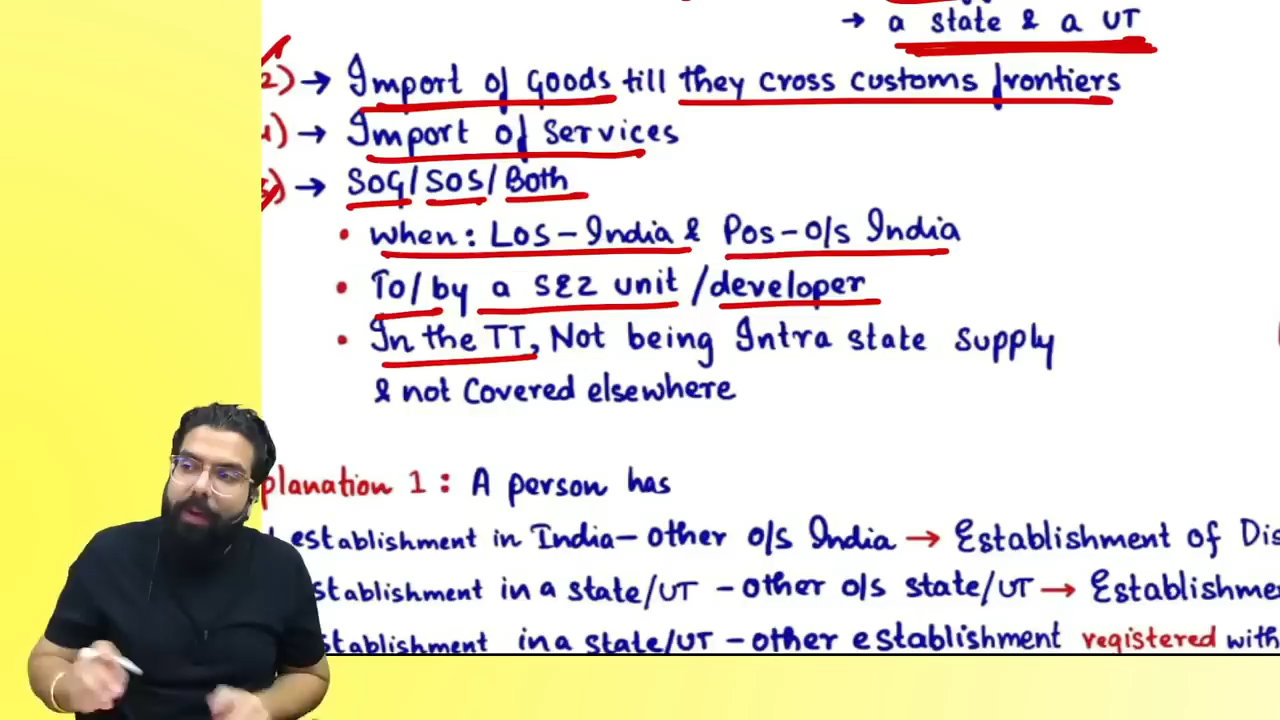 → a state & a UT
2) → Import of Goods till they cross customs frontiers
→ Import of Services
→ SOG/SOS/Both
• when: LOS-India & Pos-O/s India
• To/by a SEZ unit/developer
• In the TT, Not being Intra state supply
& not Covered elsewhere
planation 1: A person has
establishment in India-other o/s India → Establishment of Dis
stablishment in a state/UT -other o/s state/UT → Establishme
stablishment in a state/UT -other establishment registered with